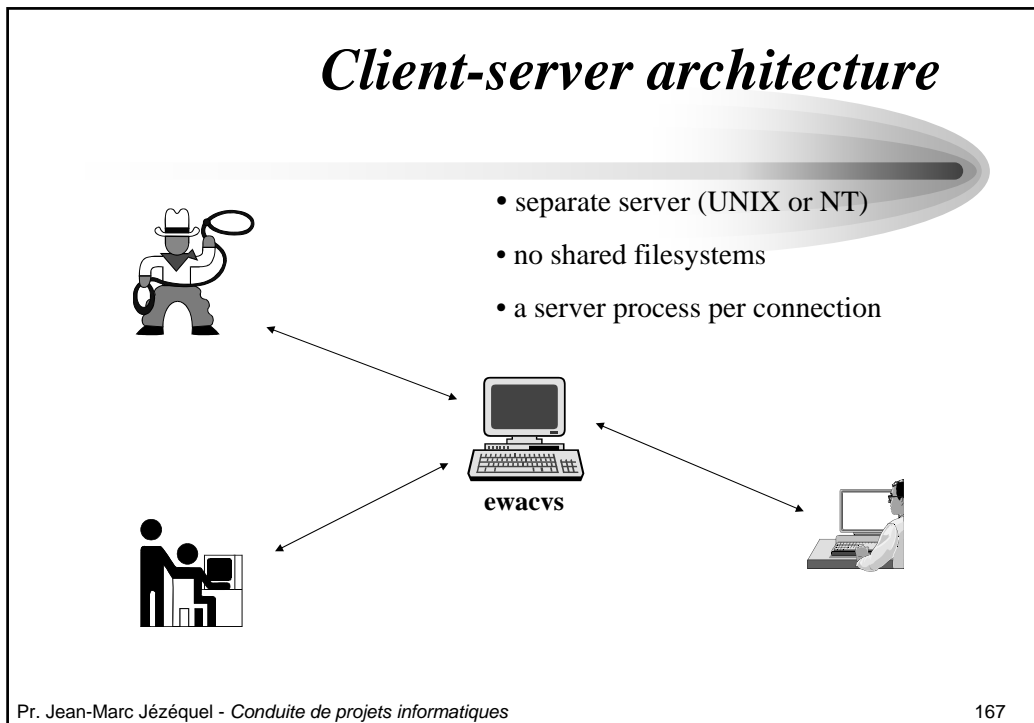 Client-server architecture
• separate server (UNIX or NT)
• no shared filesystems
• a server process per connection
ewacvs
Pr. Jean-Marc Jézéquel - Conduite de projets informatiques 167